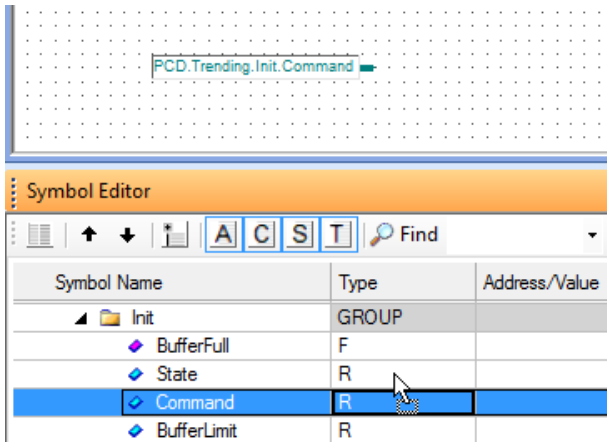 PCD.Trending.Init.Command
Symbol Editor
A C S T Find
Symbol Name Type Address/Value
Init GROUP
BufferFull F
State R
Command R
BufferLimit R